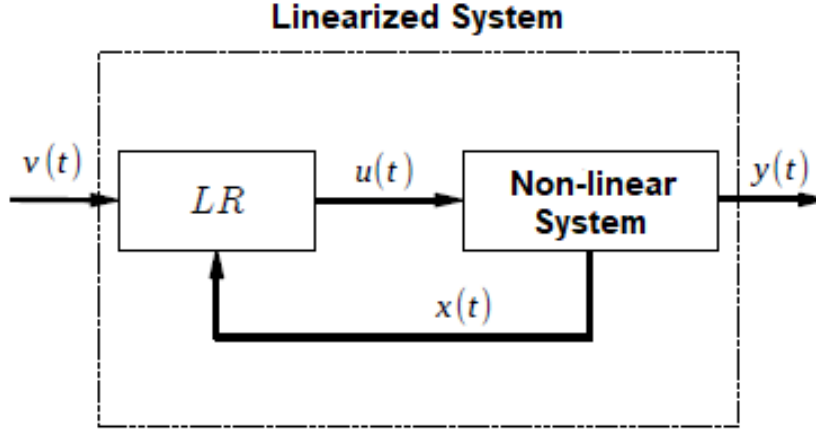 Linearized System
v(t)
LR
u(t)
Non-linear
System
y(t)
x(t)